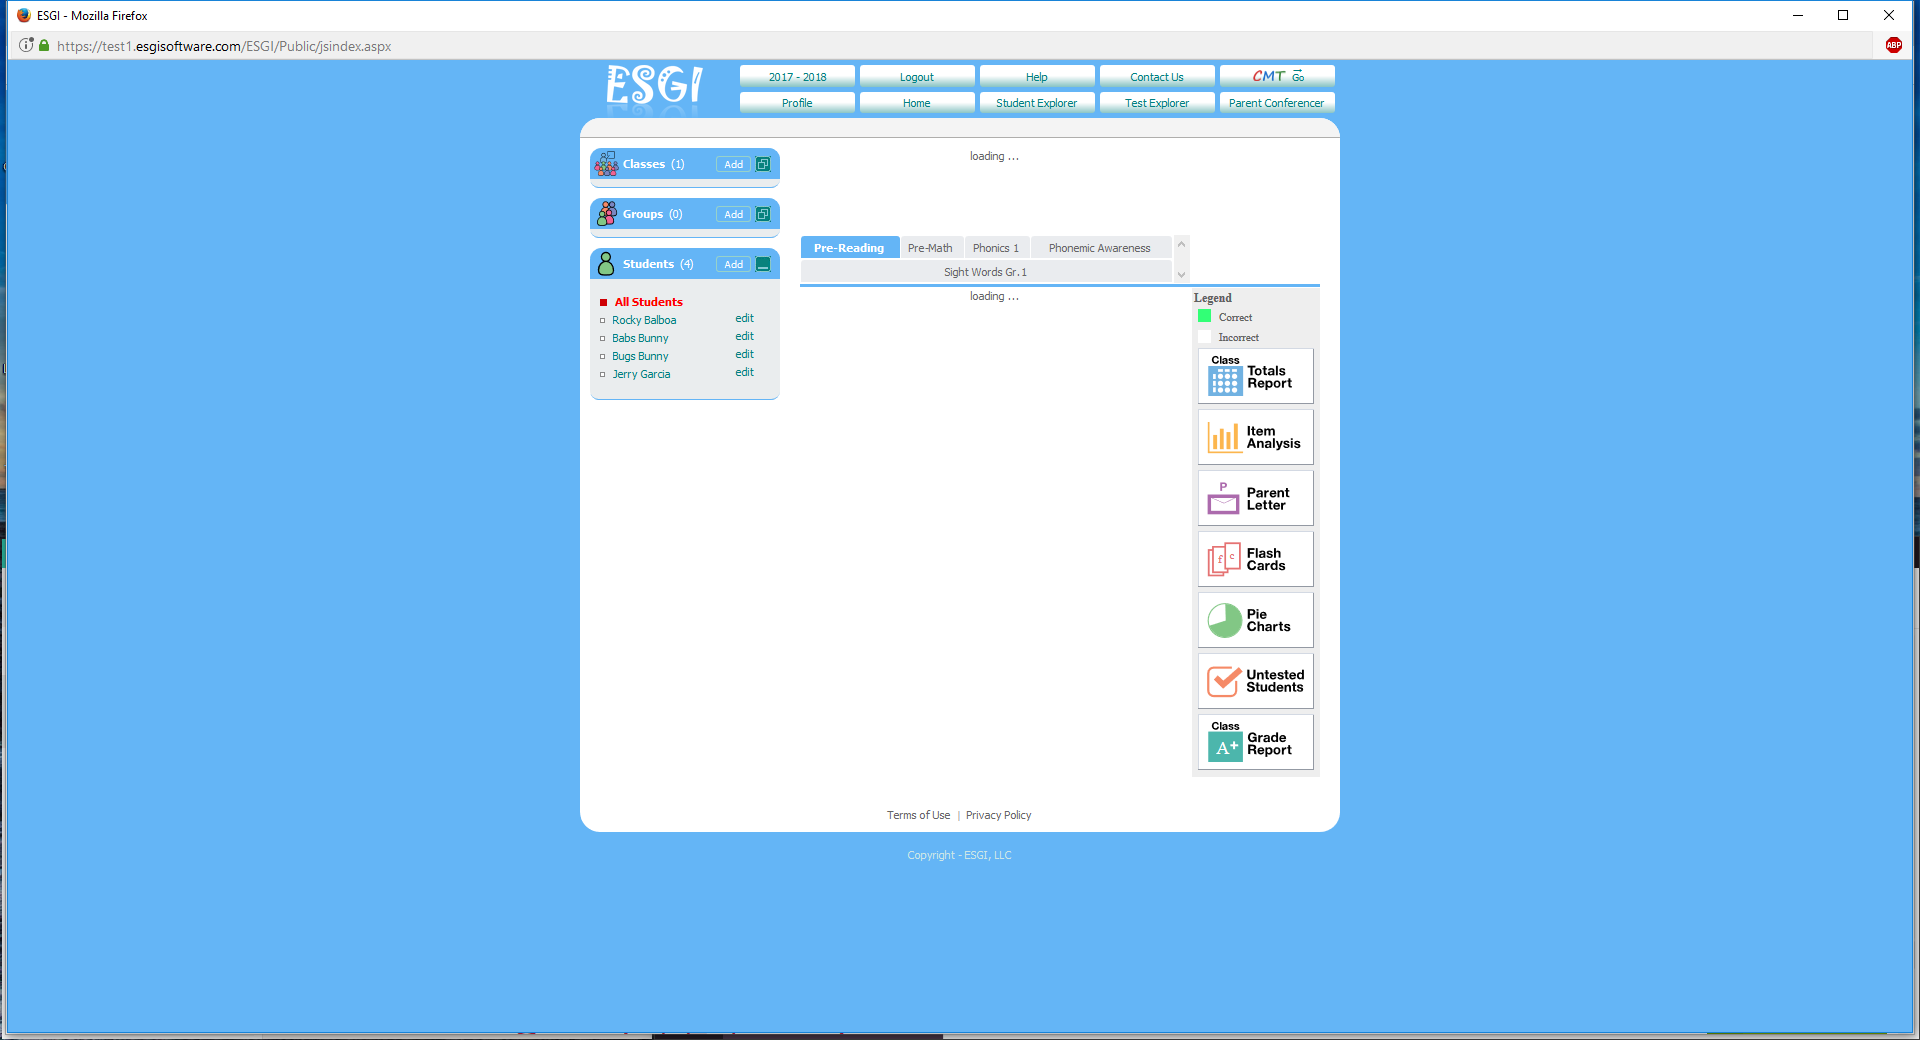 ESGI - Mozilla Firefox
https://test1.esgisoftware.com/ESGI/Public/jsindex.aspx
ABP
ESGI
2017 - 2018
Logout
Help
Contact Us
CMT Go
Profile
Home
Student Explorer
Test Explorer
Parent Conferencer
Classes (1)
Add
loading ...
Groups (0)
Add
Students (4)
Add
Pre-Reading
Pre-Math
Phonics 1
Phonemic Awareness
Sight Words Gr.1
All Students
Rocky Balboa edit
Babs Bunny edit
Bugs Bunny edit
Jerry Garcia edit
loading ...
Legend
Correct
Incorrect
Class
Totals
Report
Item
Analysis
P
Parent
Letter
f c
Flash
Cards
Pie
Charts
Untested
Students
Class
A+
Grade
Report
Terms of Use | Privacy Policy
Copyright - ESGI, LLC